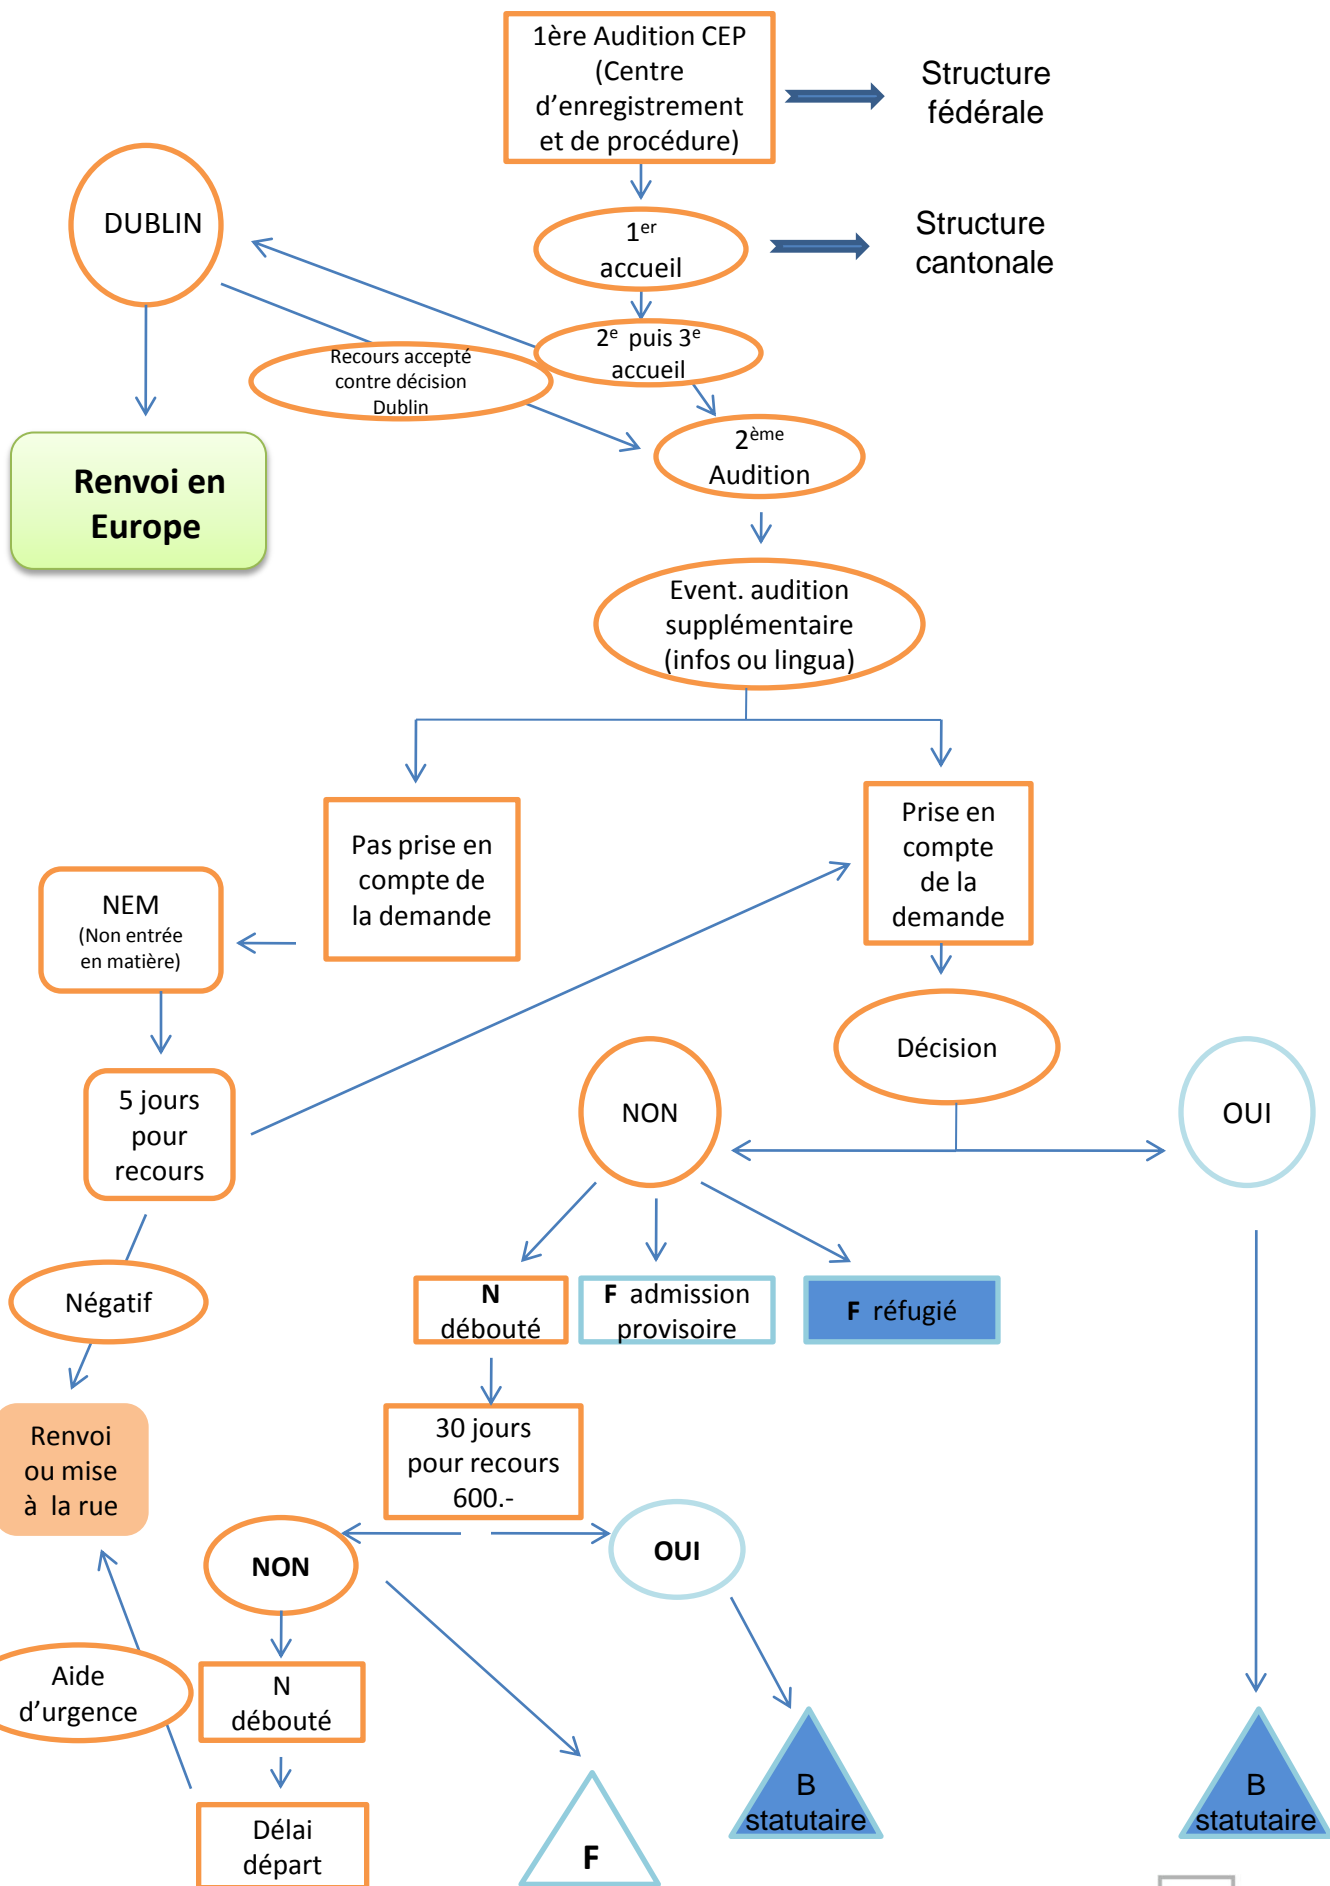 1ère Audition CEP
(Centre
d'enregistrement
et de procédure)
Structure
fédérale
DUBLIN
1er
accueil
Structure
cantonale
2e puis 3e
accueil
Recours accepté
contre décision
Dublin
2ème
Audition
Renvoi en
Europe
Event. audition
supplémentaire
(infos ou lingua)
Pas prise en
compte de
la demande
Prise en
compte
de la
demande
NEM
(Non entrée
en matière)
Décision
5 jours
pour
recours
NON
OUI
Négatif
N
débouté
F admission
provisoire
F réfugié
Renvoi
ou mise
à la rue
30 jours
pour recours
600.-
NON
OUI
Aide
d'urgence
N
débouté
Délai
départ
F
B
statutaire
B
statutaire